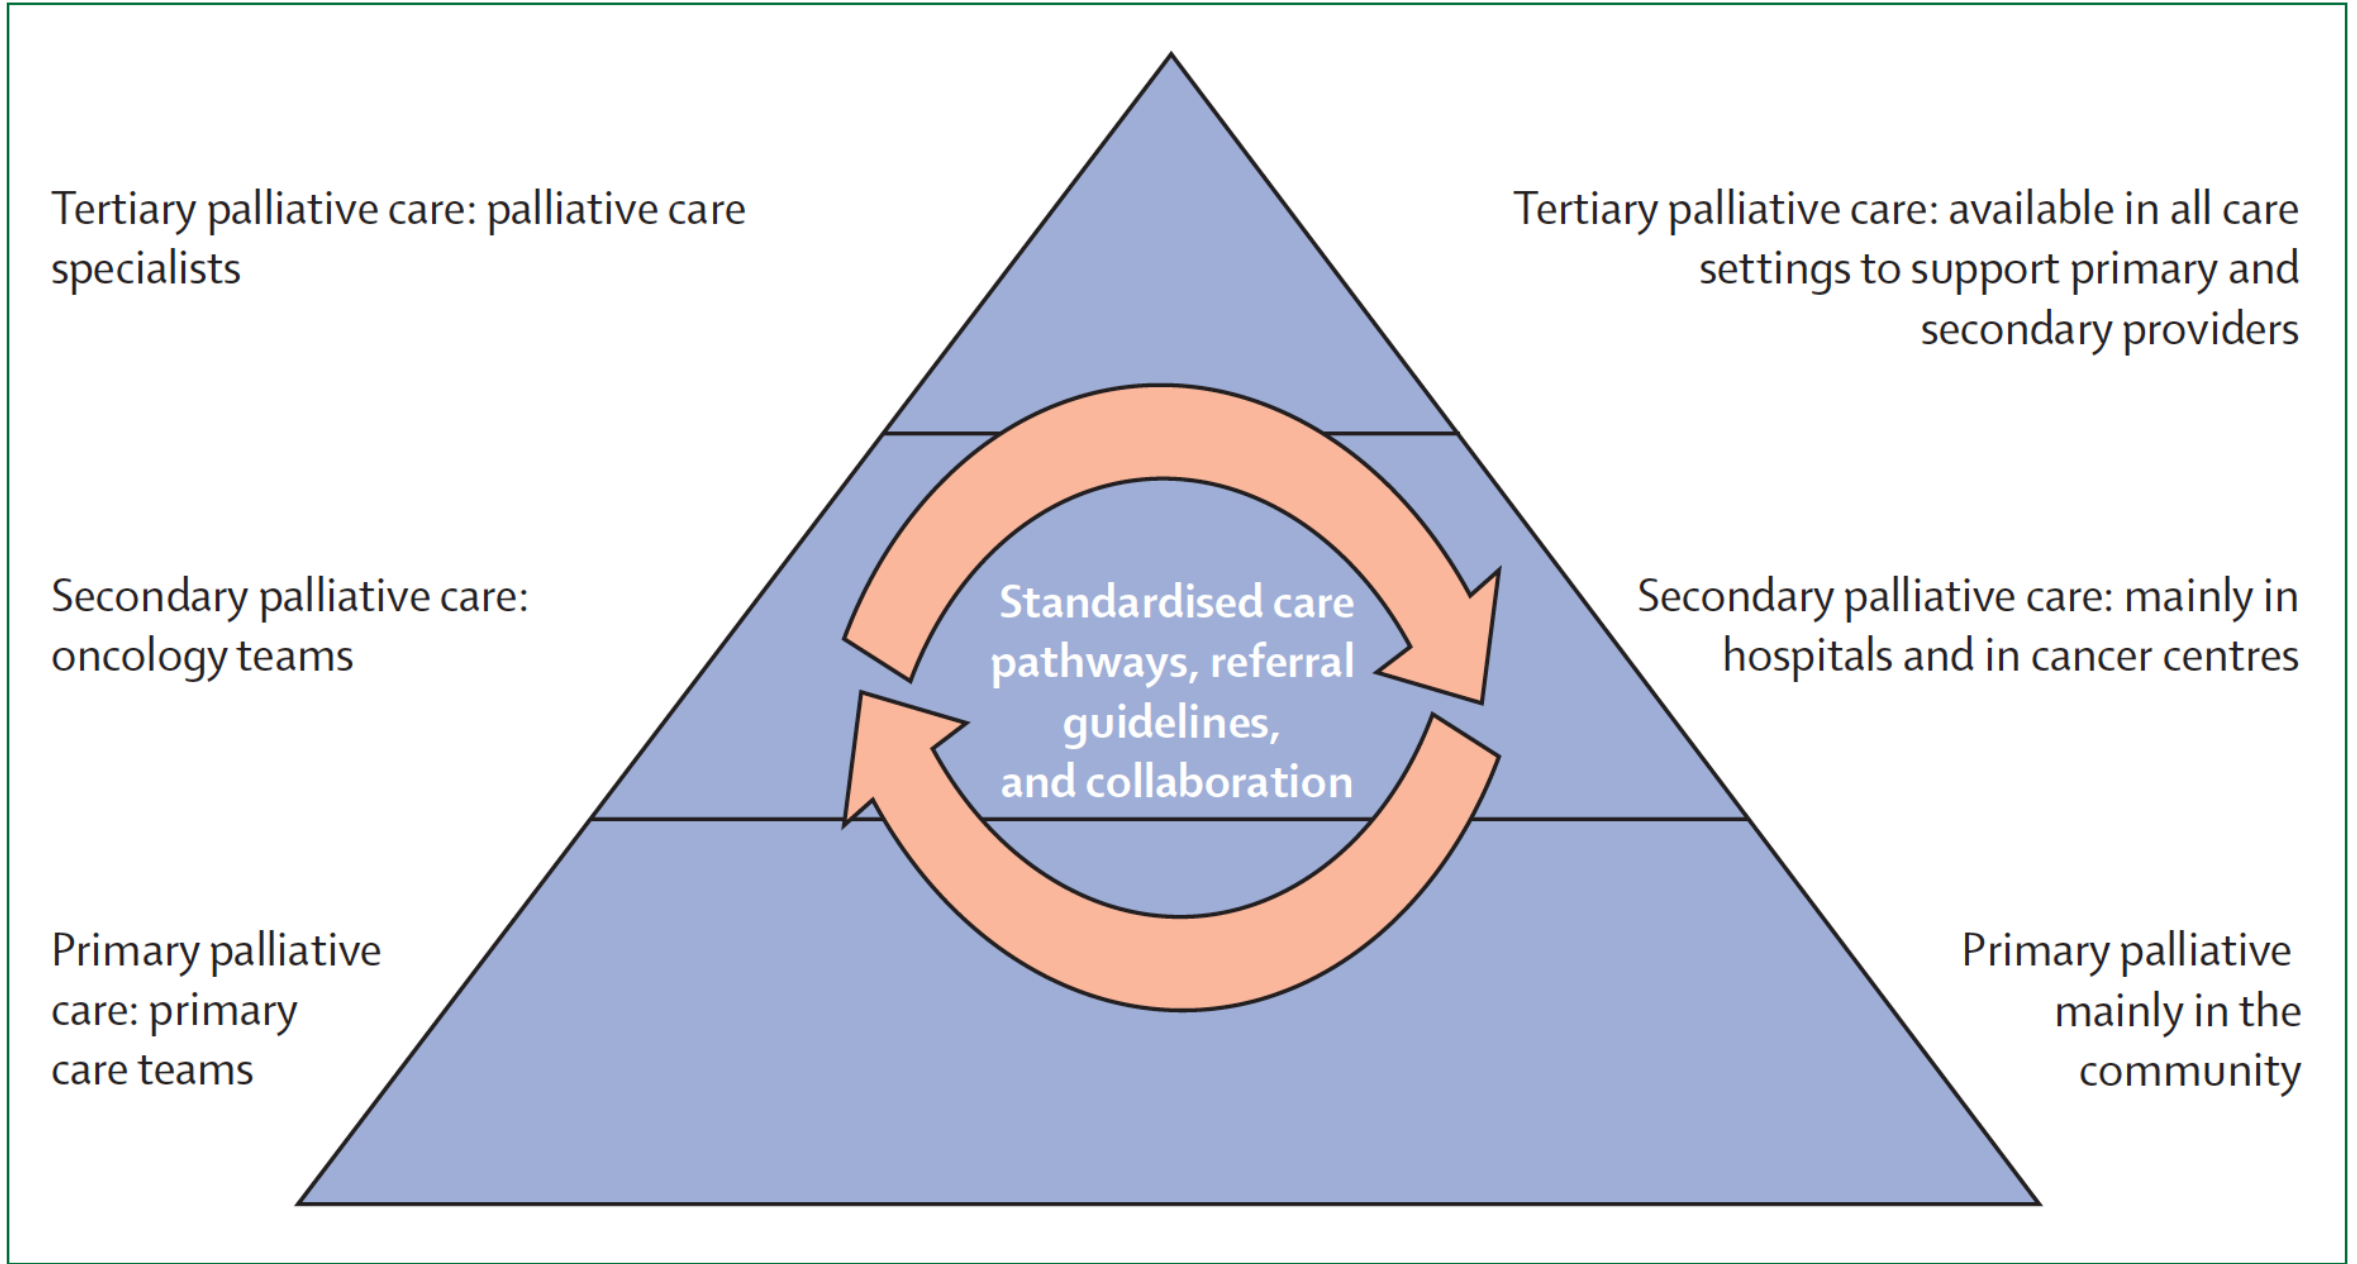 Tertiary palliative care: palliative care
specialists
Tertiary palliative care: available in all care
settings to support primary and
secondary providers
Secondary palliative care:
oncology teams
Standardised care
pathways, referral
guidelines,
and collaboration
Secondary palliative care: mainly in
hospitals and in cancer centres
Primary palliative
care: primary
care teams
Primary palliative
mainly in the
community